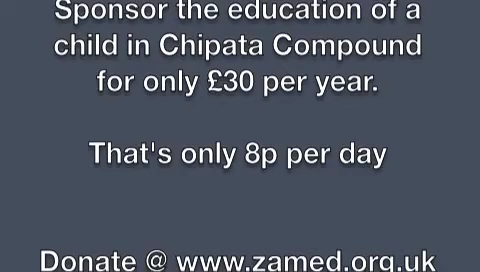 Sponsor the education of a
child in Chipata Compound
for only £30 per year.
That's only 8p per day
Donate @ www.zamed.org.uk